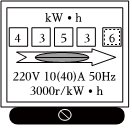 kW • h
4 3 5 3 6
220V 10(40)A 50Hz
3000r/kW • h